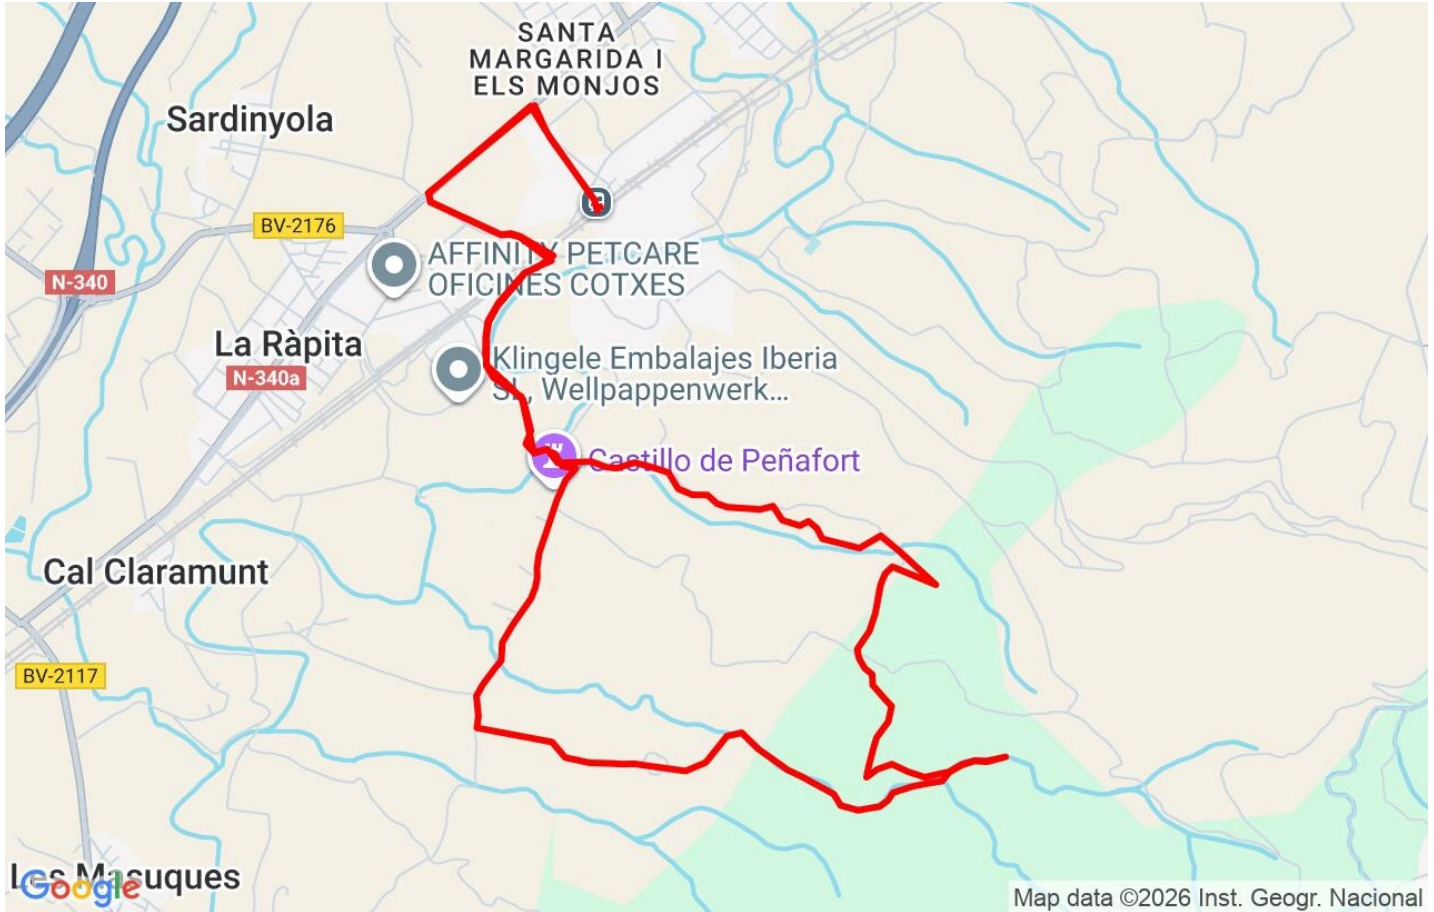 SANTA
MARGARIDA I
ELS MONJOS
Sardinyola
BV-2176
AFFINITY PETCARE
OFICINES COTXES
N-340
La Ràpita
N-340a
Klingele Embalajes Iberia
SL, Wellpappenwerk...
Castillo de Peñafort
Cal Claramunt
BV-2117
Les Masuques
Google
Map data ©2026 Inst. Geogr. Nacional